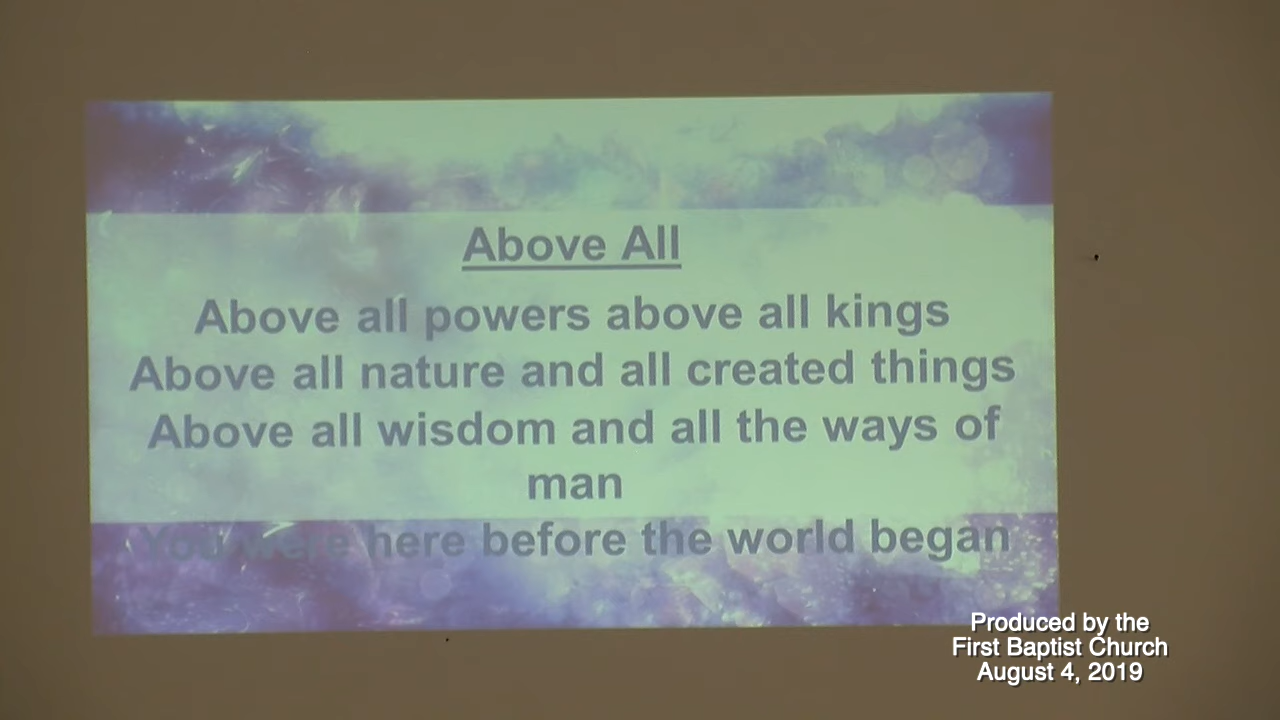 Above All
Above all powers above all kings
Above all nature and all created things
Above all wisdom and all the ways of
man
You were here before the world began
Produced by the
First Baptist Church
August 4, 2019